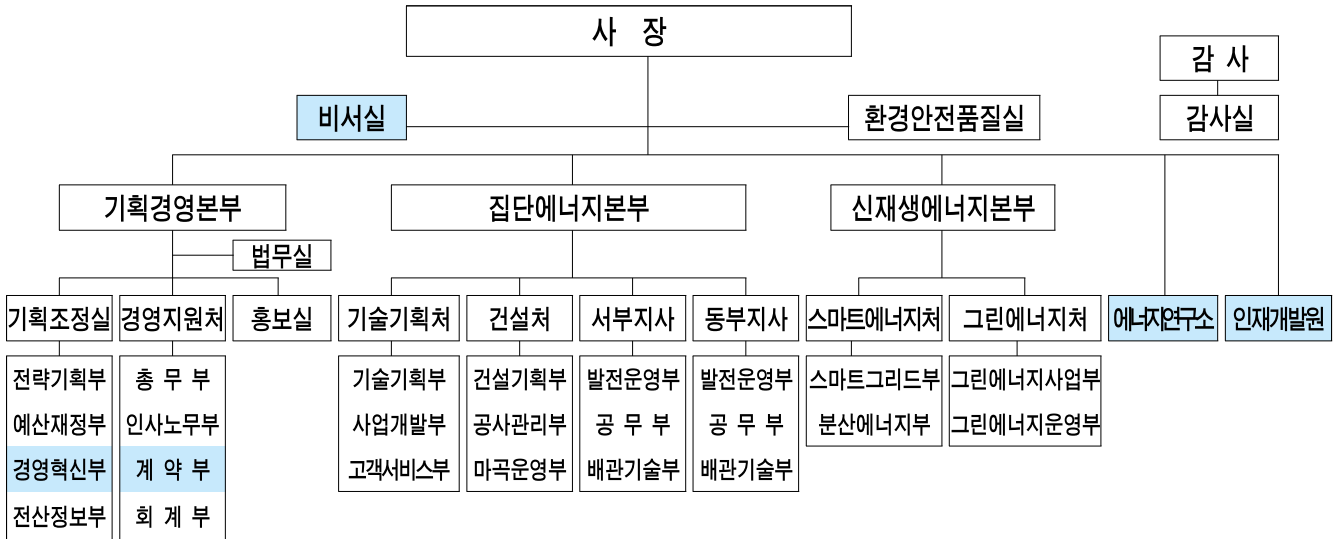 사 장
감 사
비서실
환경안전품질실
감사실
기획경영본부
집단에너지본부
신재생에너지본부
법무실
기획조정실
경영지원처
홍보실
기술기획처
건설처
서부지사
동부지사
스마트에너지처
그린에너지처
에너지연구소
인재개발원
전략기획부
예산재정부
경영혁신부
전산정보부
총 무 부
인사노무부
계 약 부
회 계 부
기술기획부
사업개발부
고객서비스부
건설기획부
공사관리부
마곡운영부
발전운영부
공 무 부
배관기술부
발전운영부
공 무 부
배관기술부
스마트그리드부
분산에너지부
그린에너지사업부
그린에너지운영부